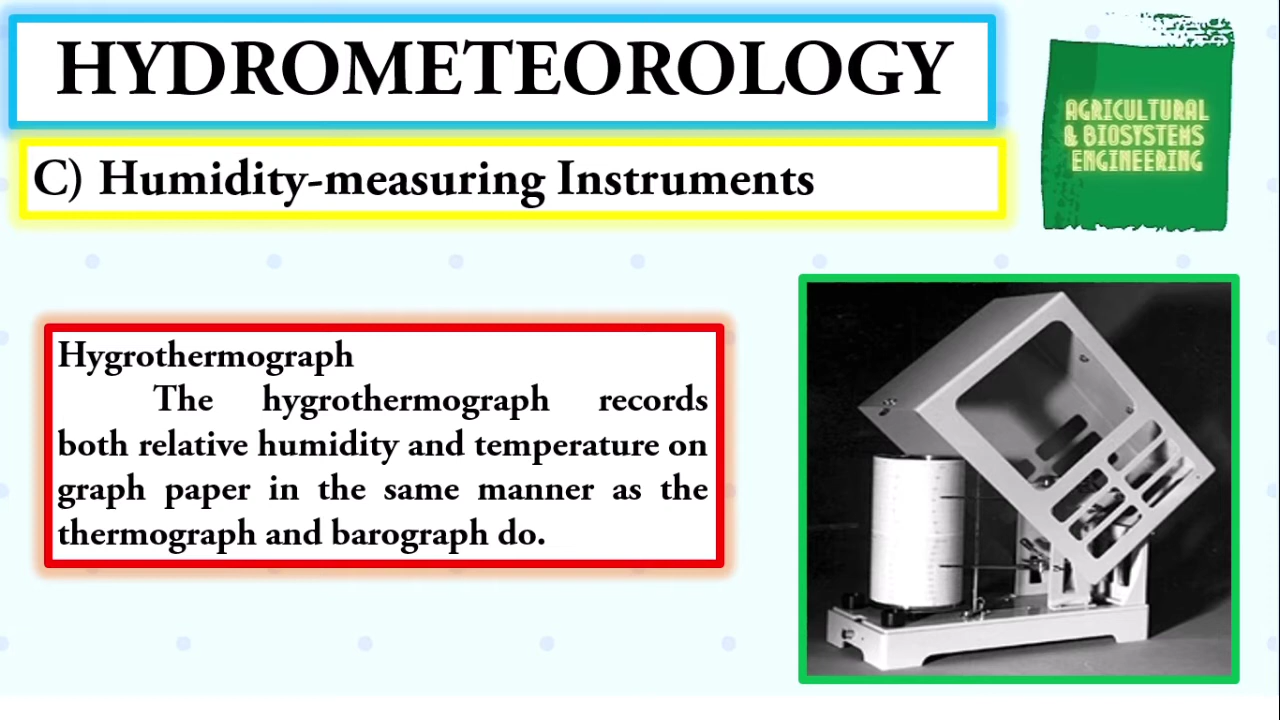 HYDROMETEOROLOGY
AGRICULTURAL
& BIOSYSTEMS
ENGINEERING
C) Humidity-measuring Instruments
Hygrothermograph
The hygrothermograph records
both relative humidity and temperature on
graph paper in the same manner as the
thermograph and barograph do.